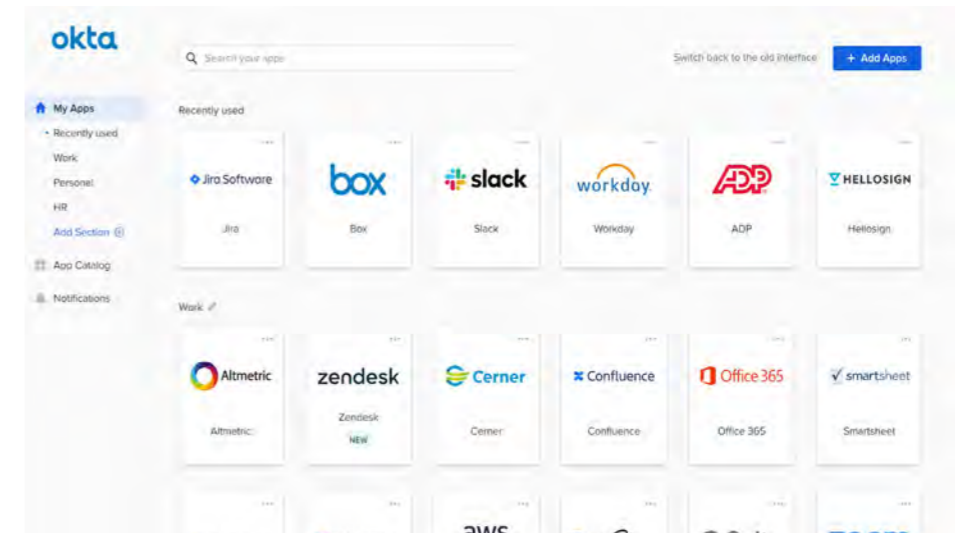 okta
Search your apps
Switch back to the old interface
+ Add Apps
My Apps
Recently used
Work
Personal
HR
Add Section
App Catalog
Notifications
Recently used
Jira Software
box
slack
workday.
ADP
HELLOSIGN
Jira
Box
Slack
Workday
ADP
Hellosign
Work
Altmetric
zendesk
Cerner
Confluence
Office 365
smartsheet
Altmetric
Zendesk
NEW
Cerner
Confluence
Office 365
Smartsheet
aws
zoom